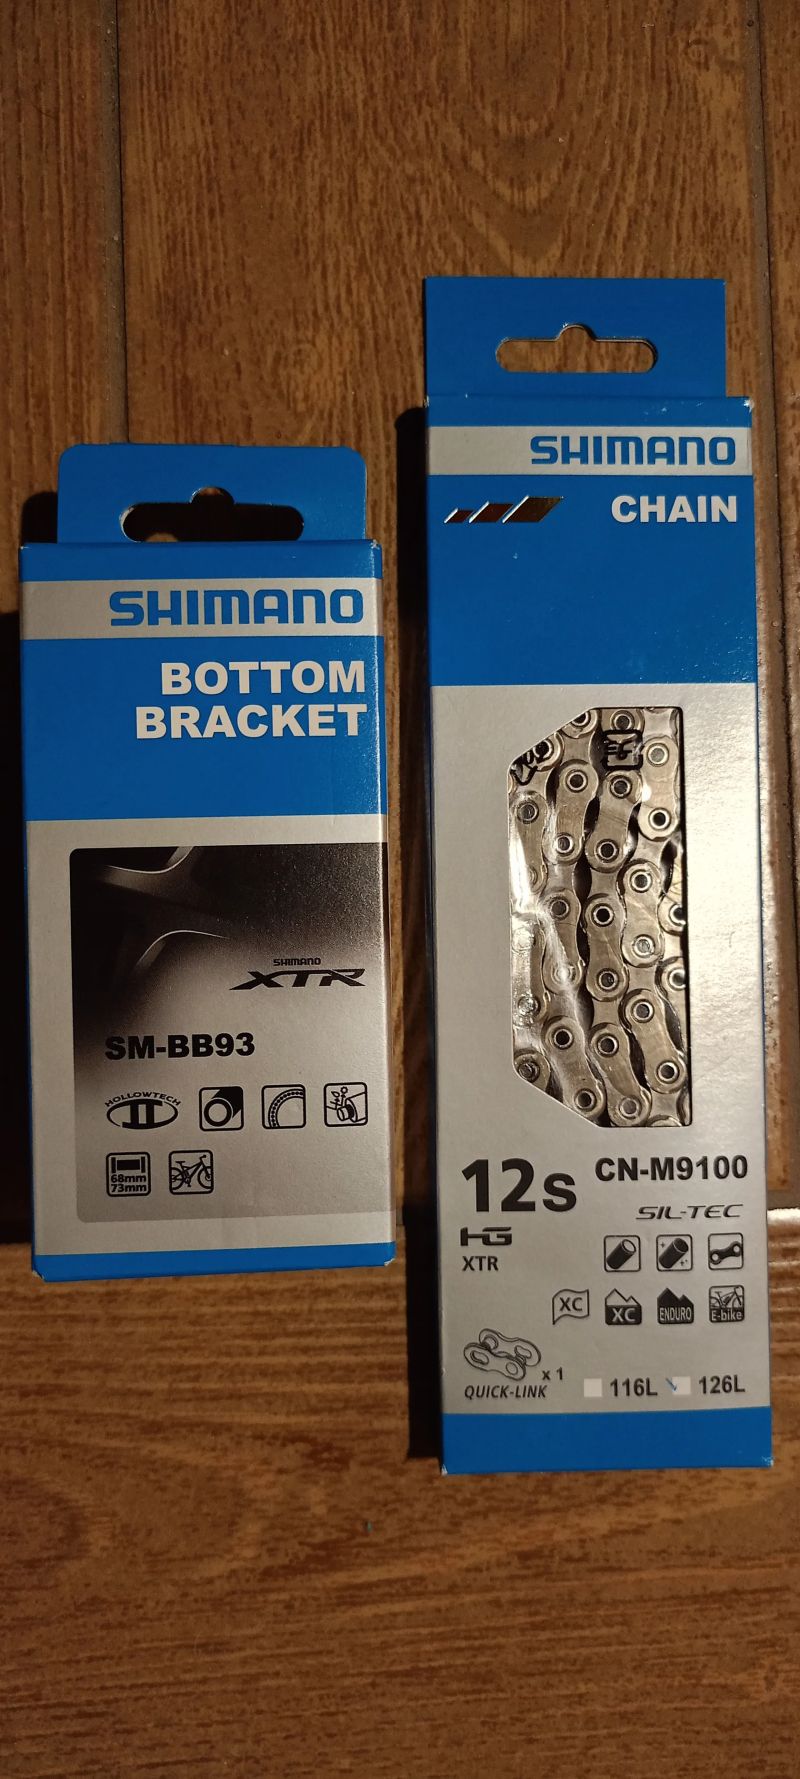 SHIMANO
BOTTOM
BRACKET
SHIMANO
XTR
SM-BB93
HOLLOWTECH
II
68mm
73mm
SHIMANO
CHAIN
12s
CN-M9100
SIL-TEC
HG
XTR
XC
XC
ENDURO
E-bike
x 1
QUICK-LINK
116L
126L